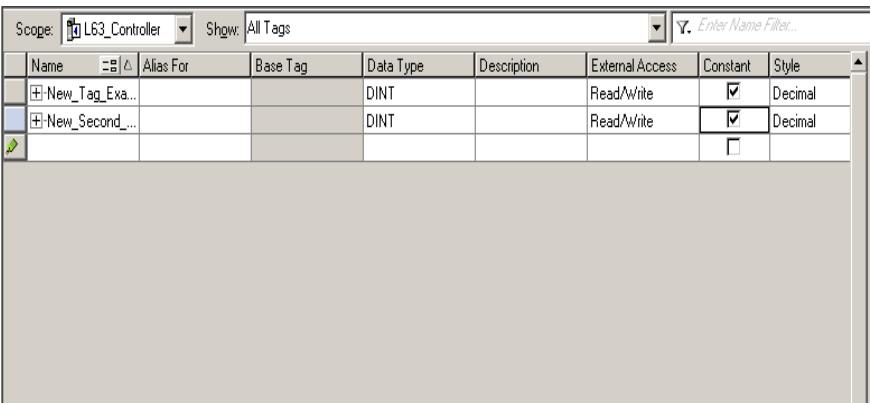 Scope: L63_Controller Show: All Tags Enter Name Filter...
Name Alias For Base Tag Data Type Description External Access Constant Style
New_Tag_Exa... DINT Read/Write Decimal
New_Second_... DINT Read/Write Decimal